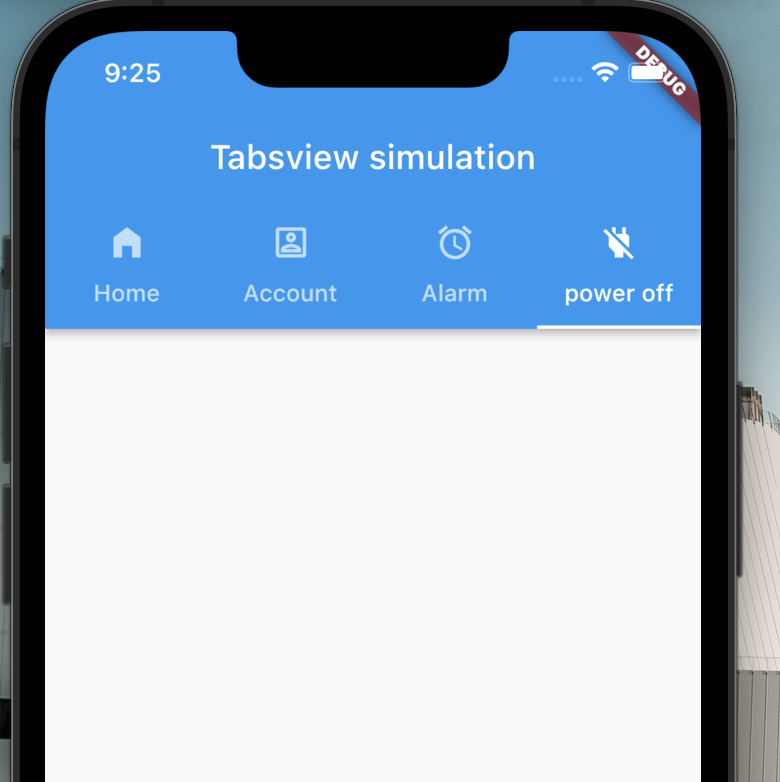 9:25
DEBUG
Tabsview simulation
Home
Account
Alarm
power off